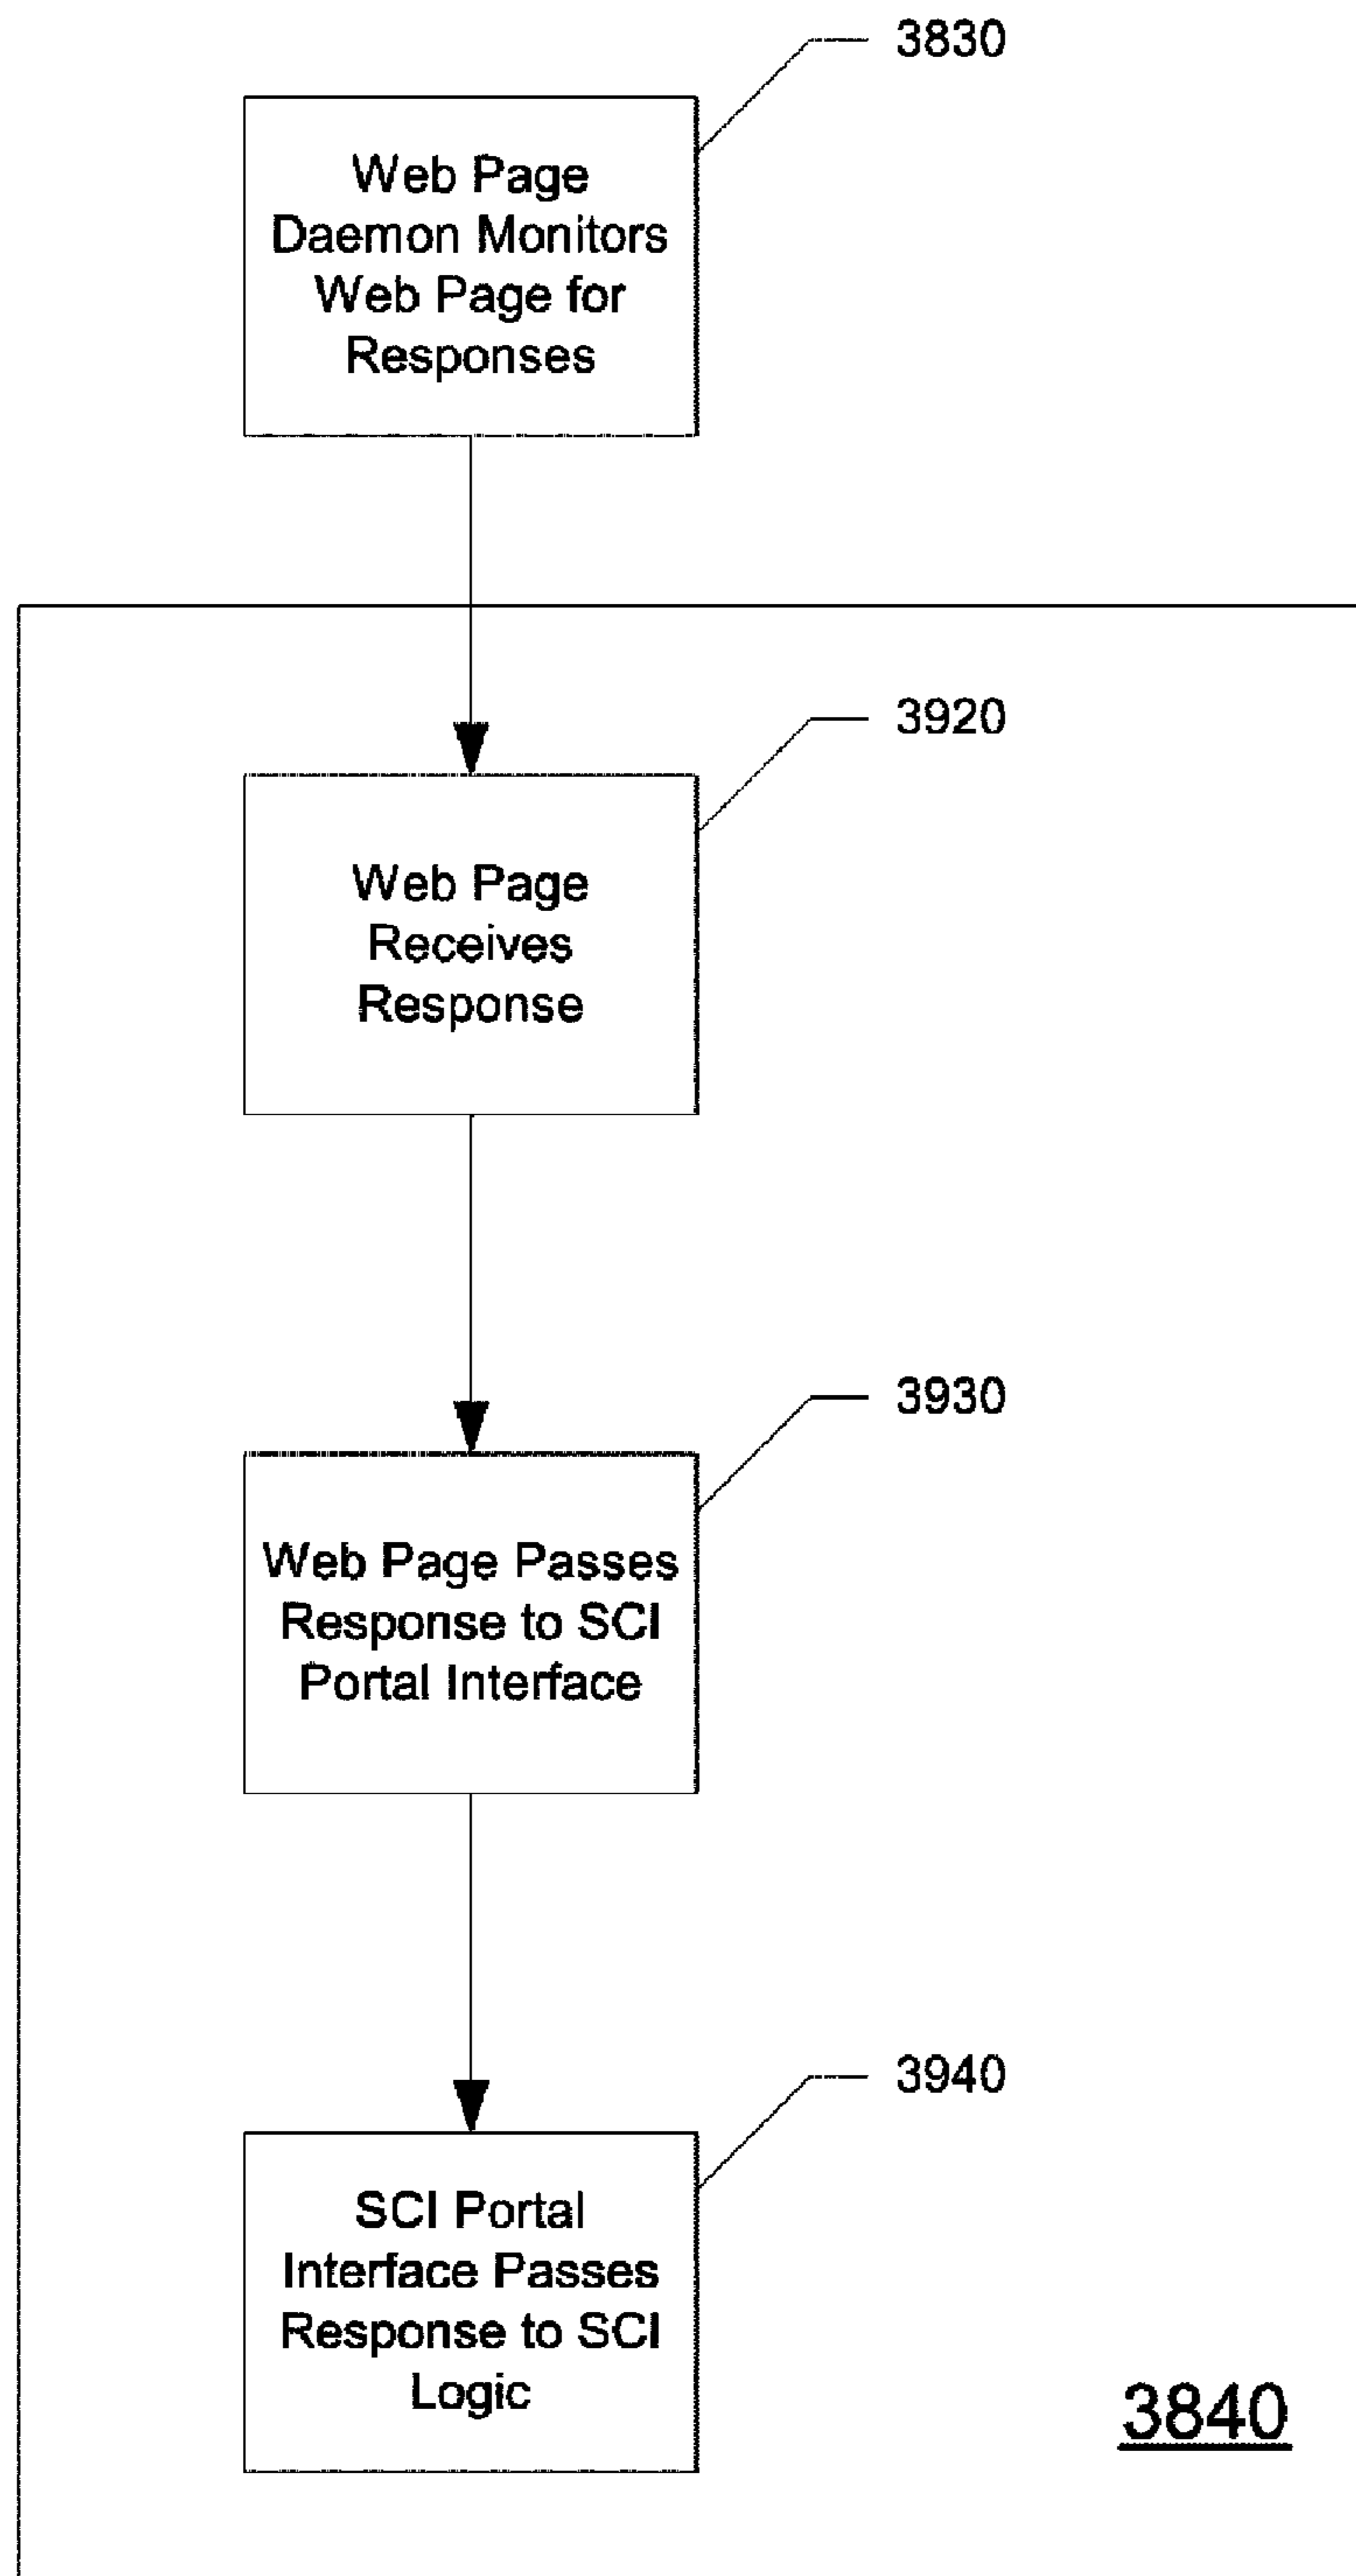 3830
Web Page
Daemon Monitors
Web Page for
Responses
3920
Web Page
Receives
Response
3930
Web Page Passes
Response to SCI
Portal Interface
3940
SCI Portal
Interface Passes
Response to SCI
Logic
3840